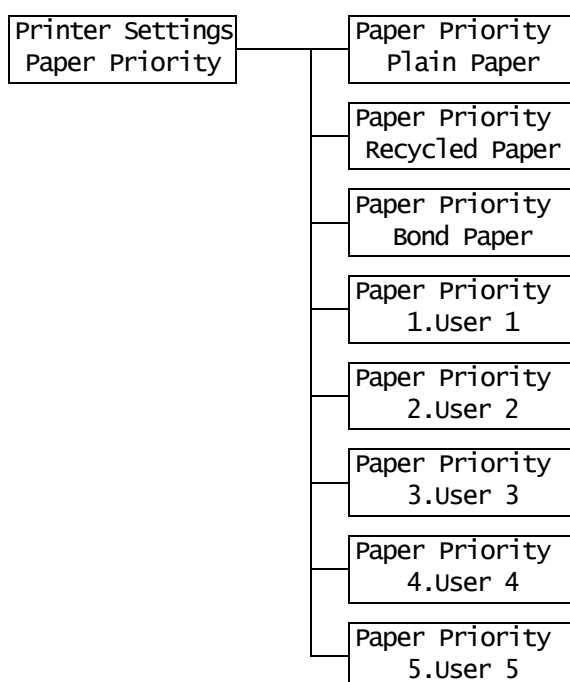 Printer Settings
Paper Priority
Paper Priority
Plain Paper
Paper Priority
Recycled Paper
Paper Priority
Bond Paper
Paper Priority
1.User 1
Paper Priority
2.User 2
Paper Priority
3.User 3
Paper Priority
4.User 4
Paper Priority
5.User 5